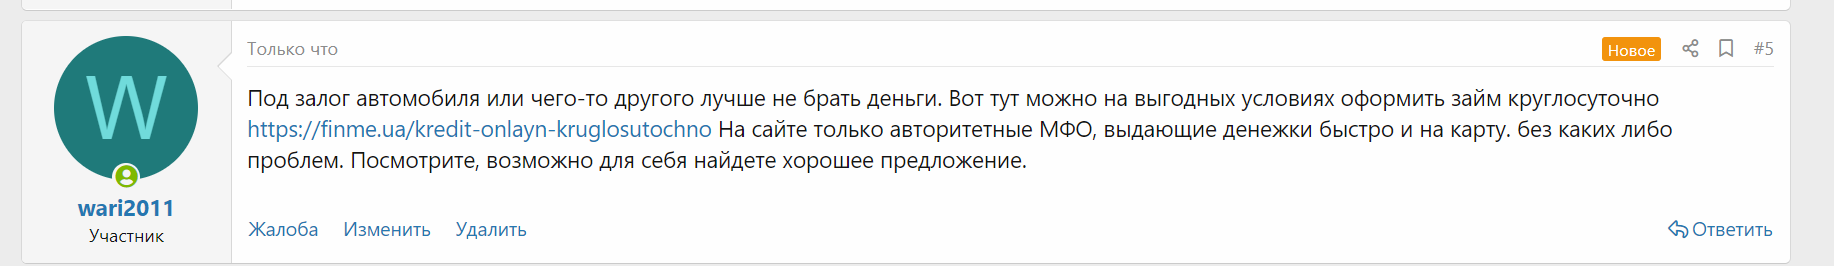 W
wari2011
Участник
Только что
Новое
#5
Под залог автомобиля или чего-то другого лучше не брать деньги. Вот тут можно на выгодных условиях оформить займ круглосуточно
https://finme.ua/kredit-onlayn-kruglosutochno На сайте только авторитетные МФО, выдающие денежки быстро и на карту. без каких либо
проблем. Посмотрите, возможно для себя найдете хорошее предложение.
Жалоба Изменить Удалить
Ответить